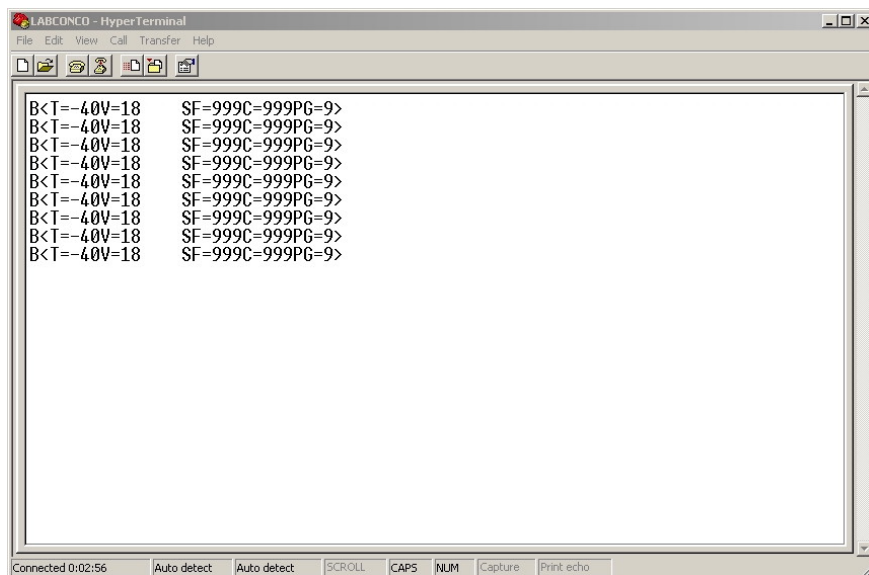 LABCONCO - HyperTerminal
File Edit View Call Transfer Help
B<T=-40V=18    SF=999C=999PG=9>
B<T=-40V=18    SF=999C=999PG=9>
B<T=-40V=18    SF=999C=999PG=9>
B<T=-40V=18    SF=999C=999PG=9>
B<T=-40V=18    SF=999C=999PG=9>
B<T=-40V=18    SF=999C=999PG=9>
B<T=-40V=18    SF=999C=999PG=9>
B<T=-40V=18    SF=999C=999PG=9>
B<T=-40V=18    SF=999C=999PG=9>
Connected 0:02:56 Auto detect Auto detect SCROLL CAPS NUM Capture Print echo